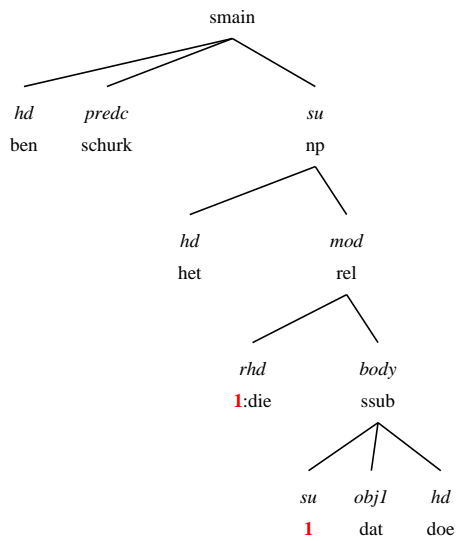 smain
hd predc su
ben schurk np
hd mod
het rel
rhd body
1:die ssub
su obj1 hd
1 dat doe